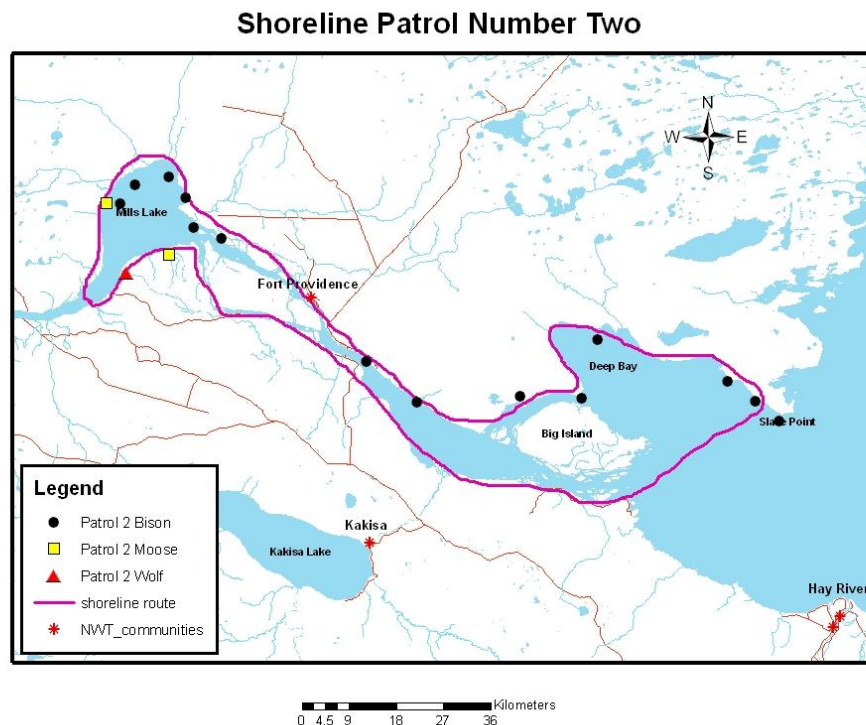 Shoreline Patrol Number Two
N
W E
S
Mills Lake
Fort Providence
Deep Bay
Slate Point
Big Island
Kakisa
Kakisa Lake
Hay River
Legend
Patrol 2 Bison
Patrol 2 Moose
Patrol 2 Wolf
shoreline route
NWT_communities
Kilometers
0 4.5 9 18 27 36